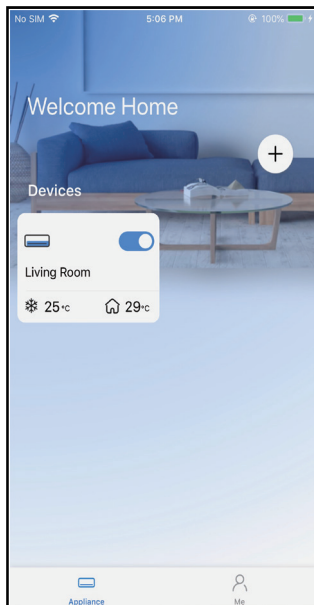 No SIM 5:06 PM 100%
Welcome Home
+
Devices
Living Room
25°C 29°C
Appliance Me